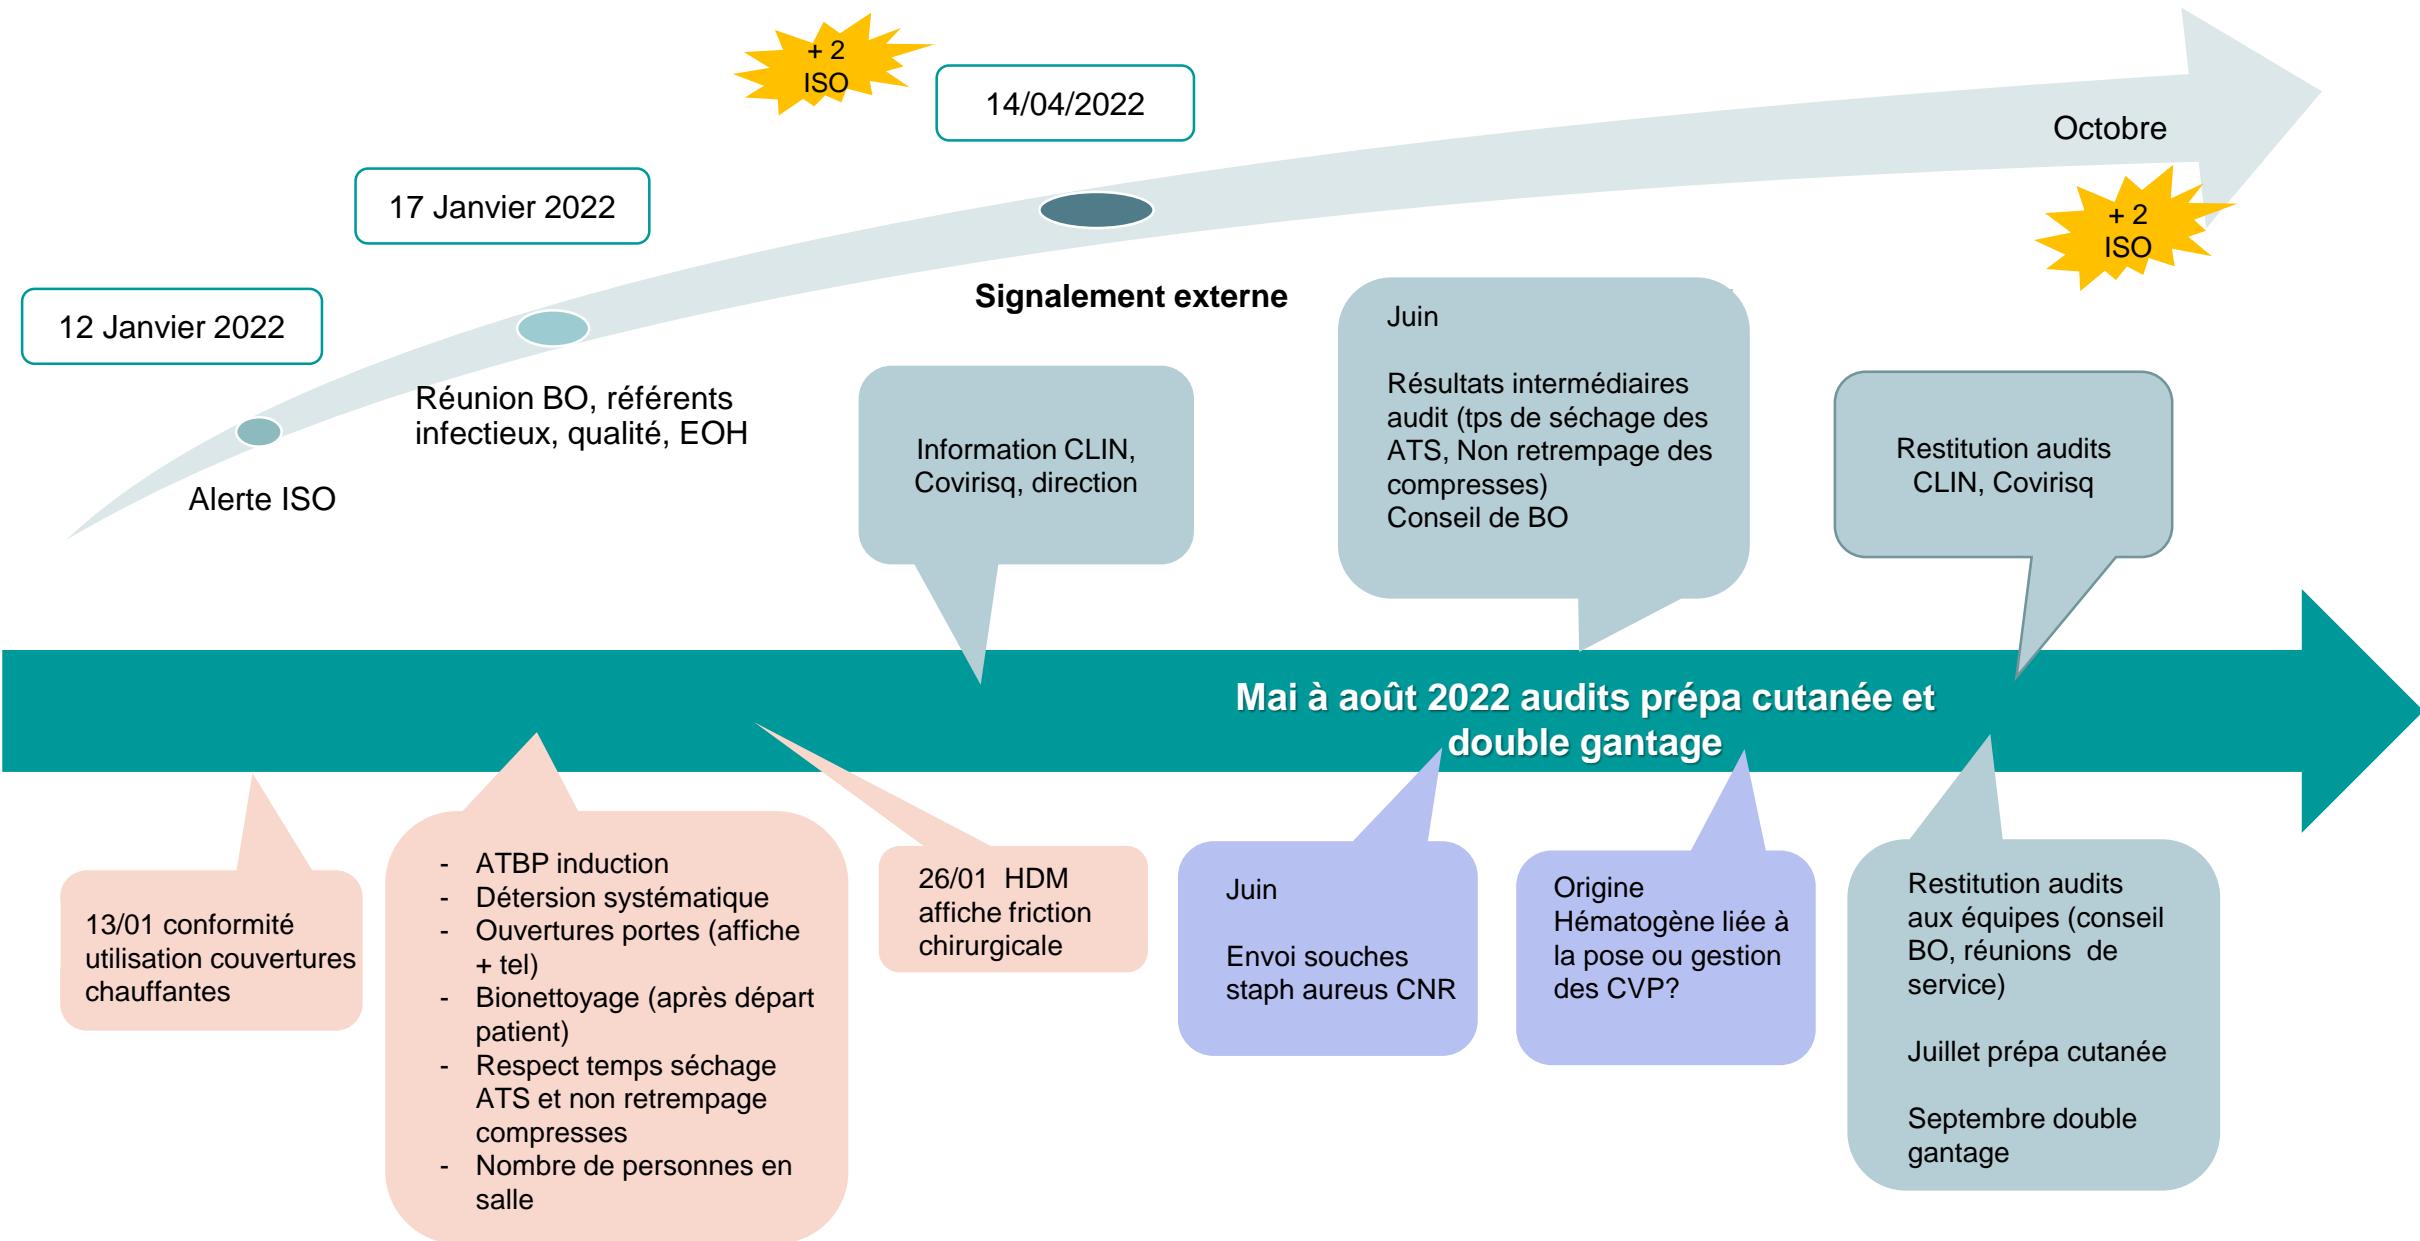 + 2
ISO
14/04/2022
Octobre
17 Janvier 2022
+ 2
ISO
12 Janvier 2022
Signalement externe
Réunion BO, référents
infectieux, qualité, EOH
Alerte ISO
Information CLIN,
Covirisq, direction
Juin
Résultats intermédiaires
audit (tps de séchage des
ATS, Non retrempage des
compresses)
Conseil de BO
Restitution audits
CLIN, Covirisq
Mai à août 2022 audits prépa cutanée et
double gantage
13/01 conformité
utilisation couvertures
chauffantes
- ATBP induction
- Détersion systématique
- Ouvertures portes (affiche
+ tel)
- Bionettoyage (après départ
patient)
- Respect temps séchage
ATS et non retrempage
compresses
- Nombre de personnes en
salle
26/01 HDM
affiche friction
chirurgicale
Juin
Envoi souches
staph aureus CNR
Origine
Hématogène liée à
la pose ou gestion
des CVP?
Restitution audits
aux équipes (conseil
BO, réunions de
service)
Juillet prépa cutanée
Septembre double
gantage